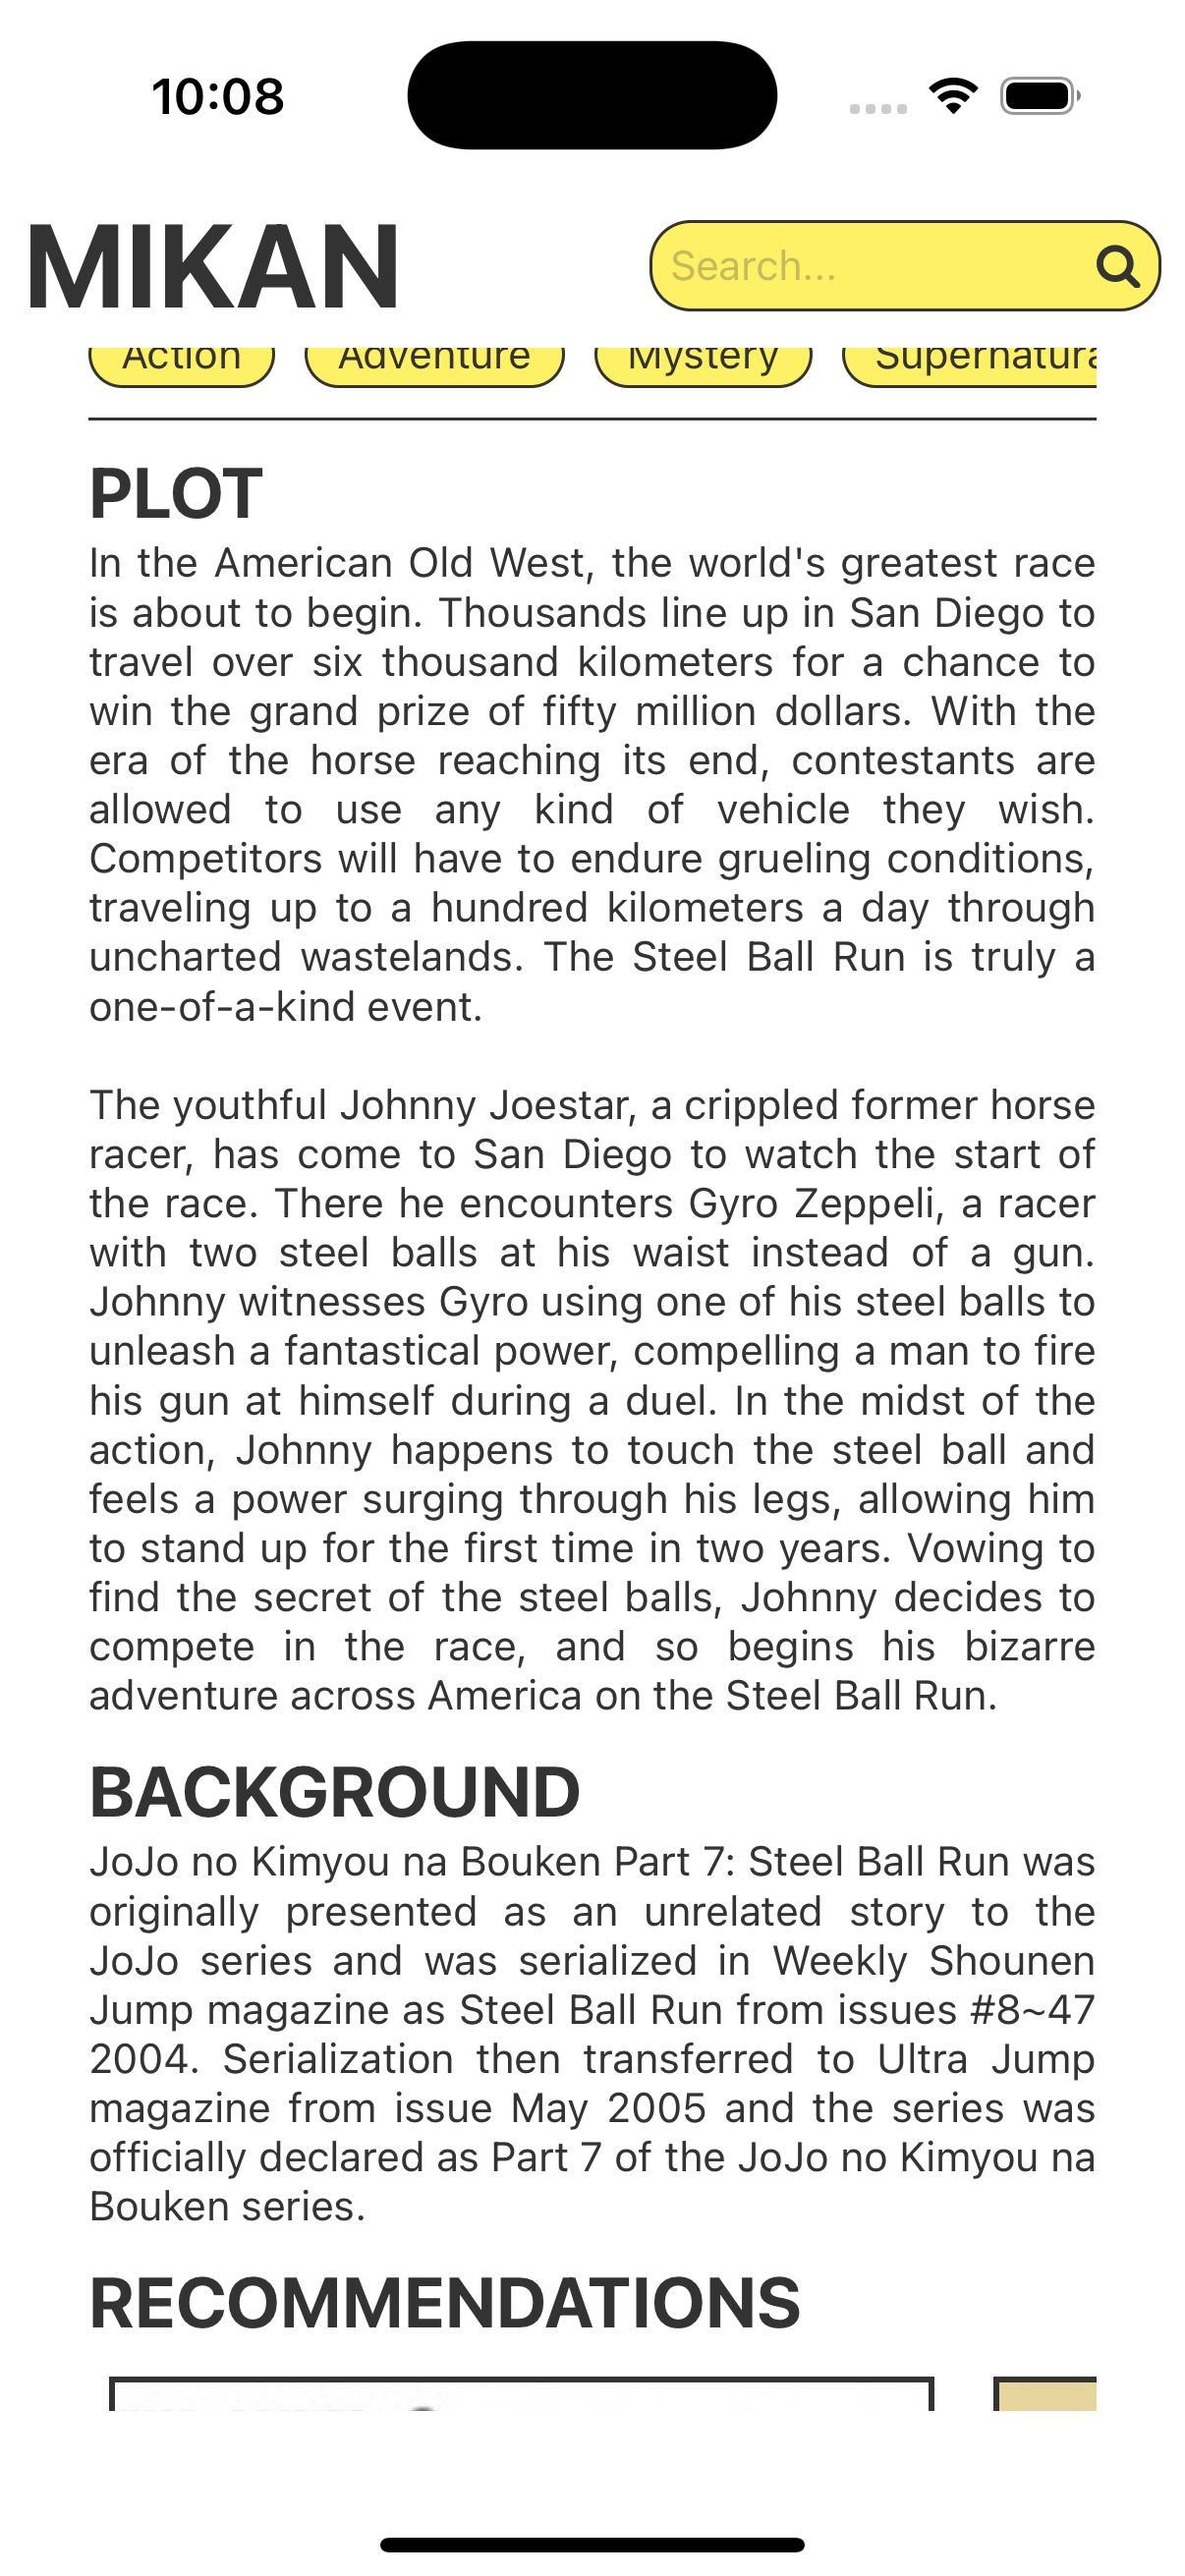 10:08
MIKAN
Search...
Action Adventure Mystery Supernatura
PLOT
In the American Old West, the world's greatest race
is about to begin. Thousands line up in San Diego to
travel over six thousand kilometers for a chance to
win the grand prize of fifty million dollars. With the
era of the horse reaching its end, contestants are
allowed to use any kind of vehicle they wish.
Competitors will have to endure grueling conditions,
traveling up to a hundred kilometers a day through
uncharted wastelands. The Steel Ball Run is truly a
one-of-a-kind event.
The youthful Johnny Joestar, a crippled former horse
racer, has come to San Diego to watch the start of
the race. There he encounters Gyro Zeppeli, a racer
with two steel balls at his waist instead of a gun.
Johnny witnesses Gyro using one of his steel balls to
unleash a fantastical power, compelling a man to fire
his gun at himself during a duel. In the midst of the
action, Johnny happens to touch the steel ball and
feels a power surging through his legs, allowing him
to stand up for the first time in two years. Vowing to
find the secret of the steel balls, Johnny decides to
compete in the race, and so begins his bizarre
adventure across America on the Steel Ball Run.
BACKGROUND
JoJo no Kimyou na Bouken Part 7: Steel Ball Run was
originally presented as an unrelated story to the
JoJo series and was serialized in Weekly Shounen
Jump magazine as Steel Ball Run from issues #8~47
2004. Serialization then transferred to Ultra Jump
magazine from issue May 2005 and the series was
officially declared as Part 7 of the JoJo no Kimyou na
Bouken series.
RECOMMENDATIONS